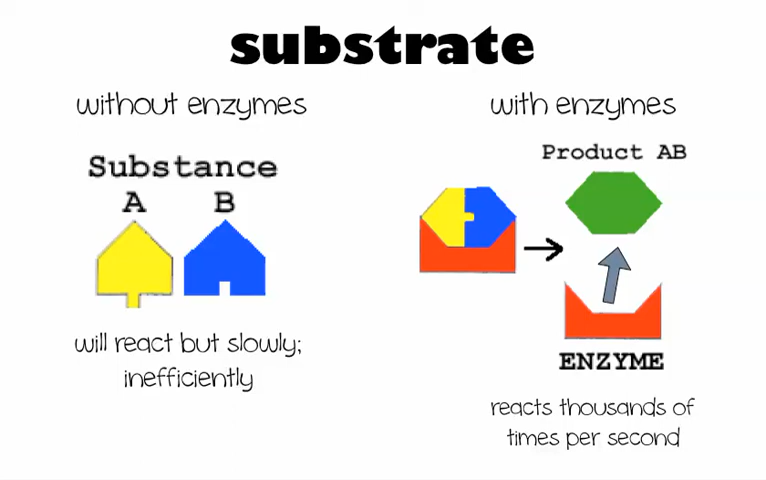 substrate
without enzymes
Substance
A B
will react but slowly;
inefficiently
with enzymes
Product AB
ENZYME
reacts thousands of
times per second